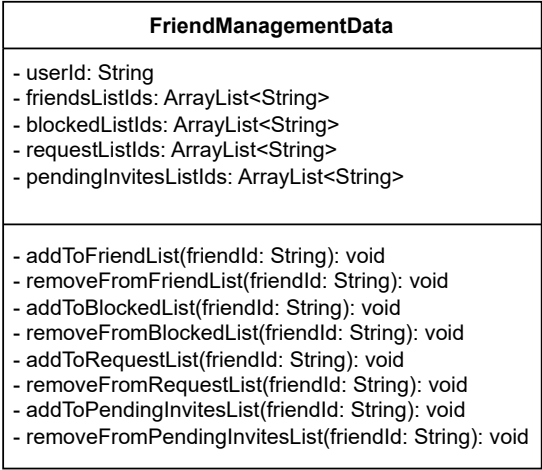 FriendManagementData
- userId: String
- friendsListIds: ArrayList<String>
- blockedListIds: ArrayList<String>
- requestListIds: ArrayList<String>
- pendingInvitesListIds: ArrayList<String>
- addToFriendList(friendId: String): void
- removeFromFriendList(friendId: String): void
- addToBlockedList(friendId: String): void
- removeFromBlockedList(friendId: String): void
- addToRequestList(friendId: String): void
- removeFromRequestList(friendId: String): void
- addToPendingInvitesList(friendId: String): void
- removeFromPendingInvitesList(friendId: String): void